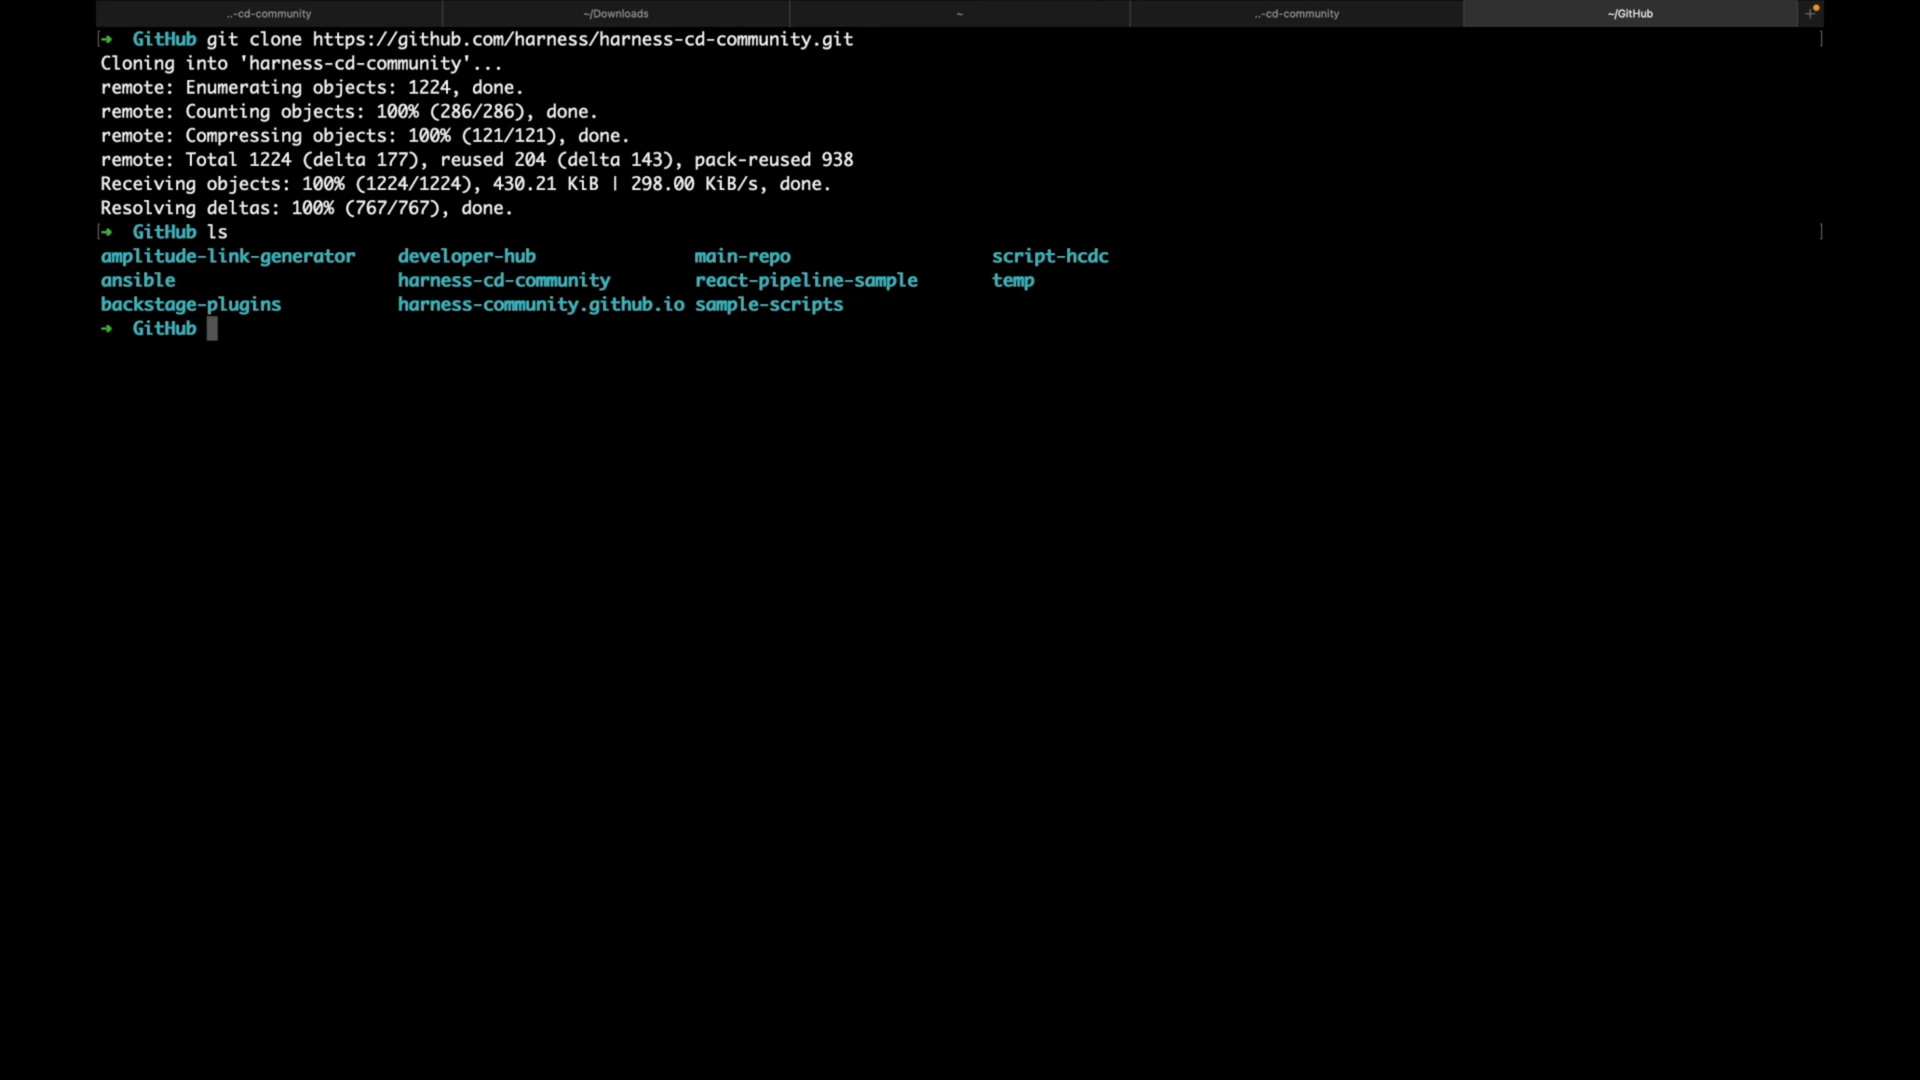 ..-cd-community ~/Downloads ~ ..-cd-community ~/GitHub +
[➜ GitHub git clone https://github.com/harness/harness-cd-community.git ]
Cloning into 'harness-cd-community'...
remote: Enumerating objects: 1224, done.
remote: Counting objects: 100% (286/286), done.
remote: Compressing objects: 100% (121/121), done.
remote: Total 1224 (delta 177), reused 204 (delta 143), pack-reused 938
Receiving objects: 100% (1224/1224), 430.21 KiB | 298.00 KiB/s, done.
Resolving deltas: 100% (767/767), done.
[➜ GitHub ls ]
amplitude-link-generator developer-hub main-repo script-hcdc
ansible harness-cd-community react-pipeline-sample temp
backstage-plugins harness-community.github.io sample-scripts
➜ GitHub